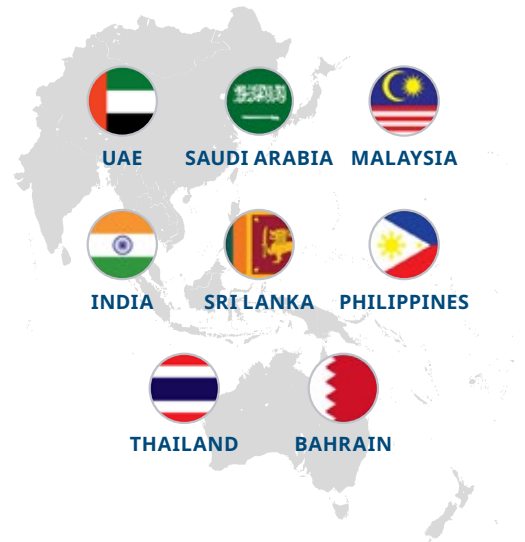 UAE
SAUDI ARABIA
MALAYSIA
INDIA
SRI LANKA
PHILIPPINES
THAILAND
BAHRAIN